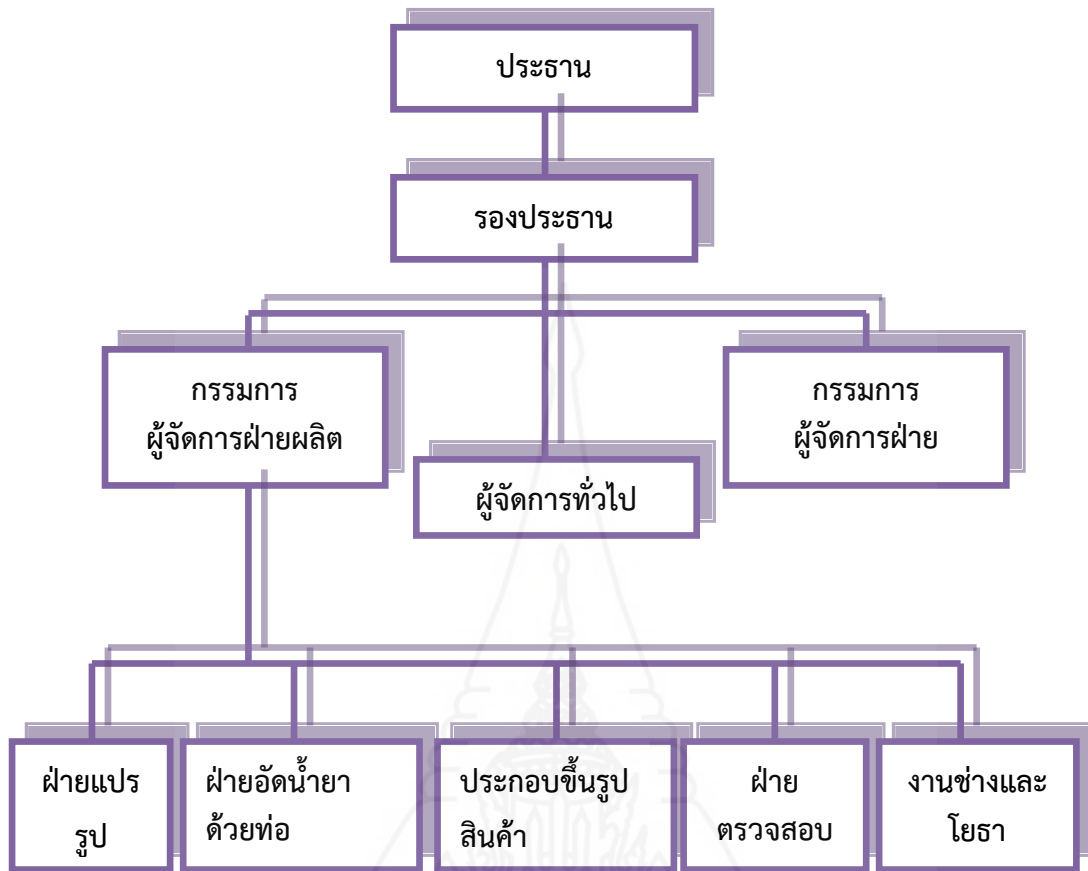 ประธาน
รองประธาน
กรรมการ
ผู้จัดการฝ่ายผลิต
ผู้จัดการทั่วไป
กรรมการ
ผู้จัดการฝ่าย
ฝ่ายแปร
รูป
ฝ่ายอัดน้ำยา
ด้วยท่อ
ประกอบขึ้นรูป
สินค้า
ฝ่าย
ตรวจสอบ
งานช่างและ
โยธา